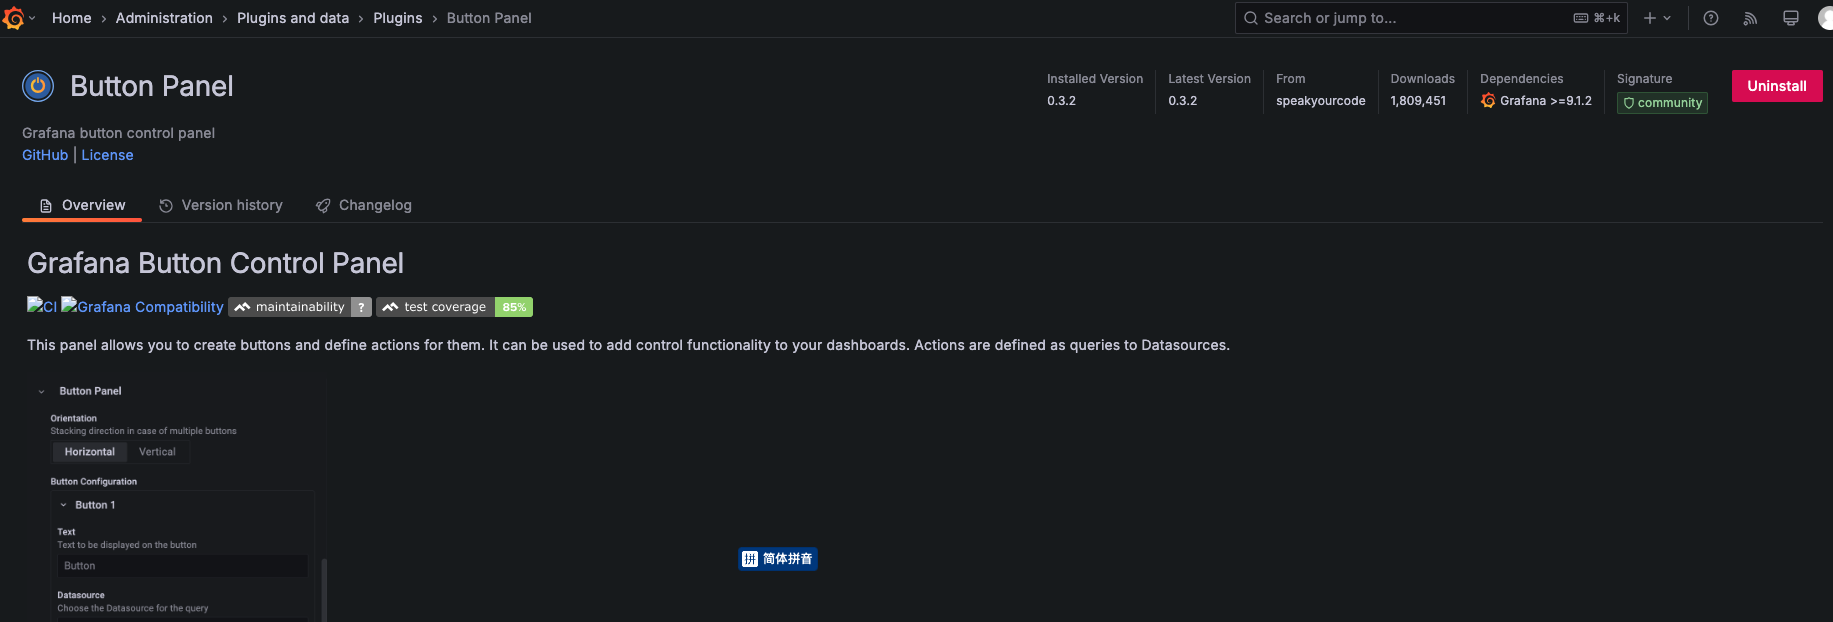 Home › Administration › Plugins and data › Plugins › Button Panel
Search or jump to...
⌘+k
Button Panel
Installed Version
0.3.2
Latest Version
0.3.2
From
speakyourcode
Downloads
1,809,451
Dependencies
Grafana >=9.1.2
Signature
community
Uninstall
Grafana button control panel
GitHub | License
Overview
Version history
Changelog
Grafana Button Control Panel
CI Grafana Compatibility maintainability ? test coverage 85%
This panel allows you to create buttons and define actions for them. It can be used to add control functionality to your dashboards. Actions are defined as queries to Datasources.
Button Panel
Orientation
Stacking direction in case of multiple buttons
Horizontal Vertical
Button Configuration
Button 1
Text
Text to be displayed on the button
Button
拼 简体拼音
Datasource
Choose the Datasource for the query